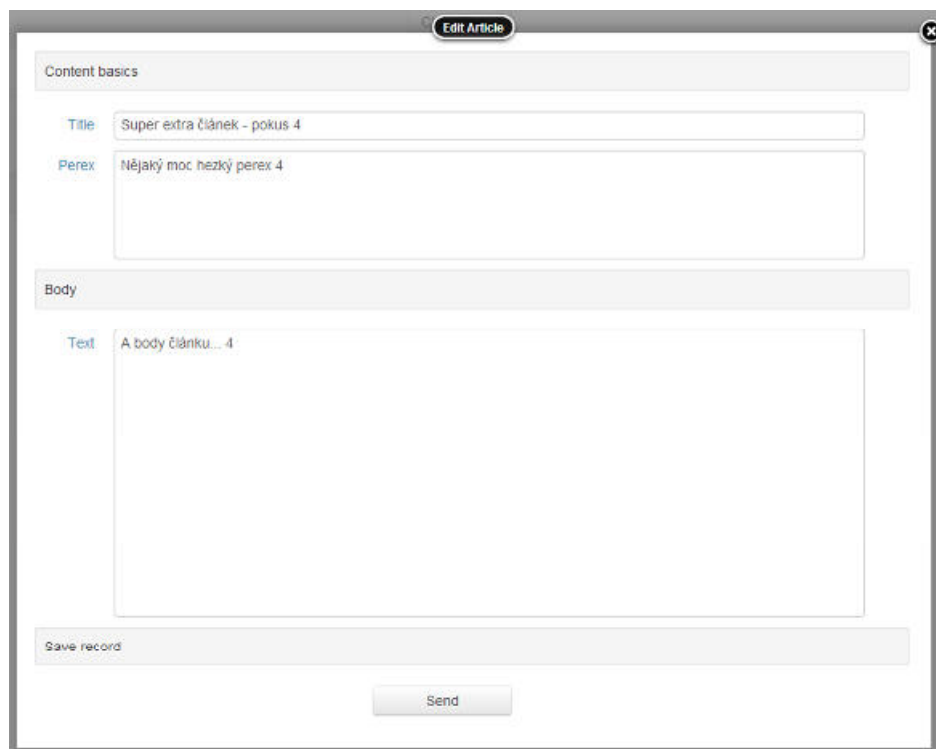 Edit Article
Content basics
Title
Super extra článek - pokus 4
Perex
Nějaký moc hezký perex 4
Body
Text
A body článku... 4
Save record
Send